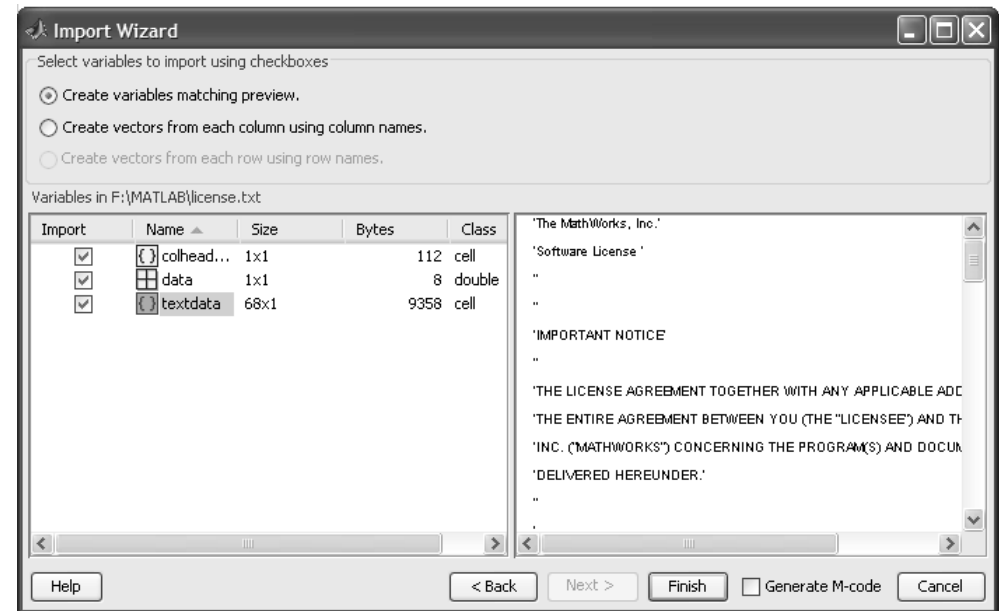 Import Wizard
Select variables to import using checkboxes
Create variables matching preview.
Create vectors from each column using column names.
Create vectors from each row using row names.
Variables in F:\MATLAB\license.txt
Import Name Size Bytes Class
{ } colhead... 1x1 112 cell
data 1x1 8 double
{ } textdata 68x1 9358 cell
'The MathWorks, Inc.'
'Software License '
''
''
'IMPORTANT NOTICE'
''
'THE LICENSE AGREEMENT TOGETHER WITH ANY APPLICABLE ADD
'THE ENTIRE AGREEMENT BETWEEN YOU (THE "LICENSEE") AND TH
'INC. ("MATHWORKS") CONCERNING THE PROGRAM(S) AND DOCUM
'DELIVERED HEREUNDER.'
''
Help < Back Next > Finish Generate M-code Cancel